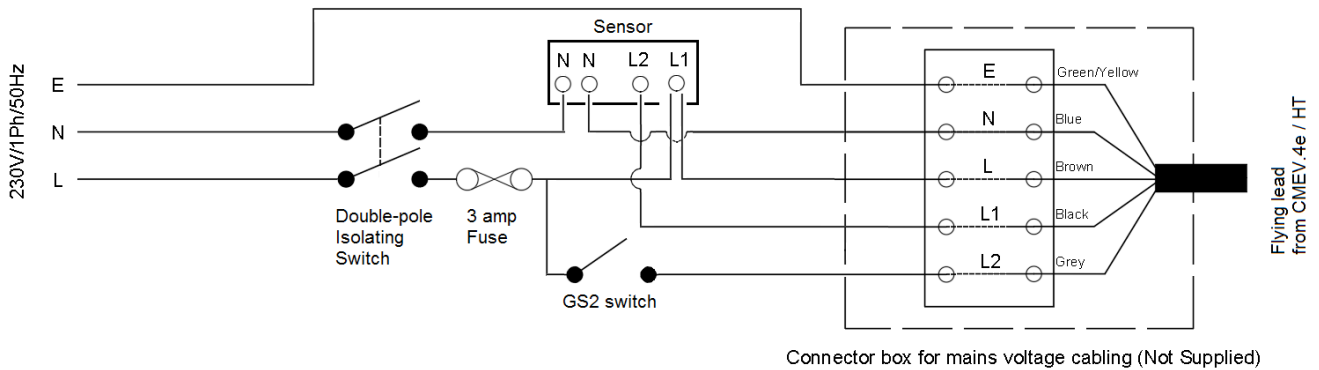 230V/1Ph/50Hz
E
N
L
Double-pole
Isolating
Switch
3 amp
Fuse
Sensor
N N L2 L1
GS2 switch
E Green/Yellow
N Blue
L Brown
L1 Black
L2 Grey
Flying lead
from CMEV.4e / HT
Connector box for mains voltage cabling (Not Supplied)